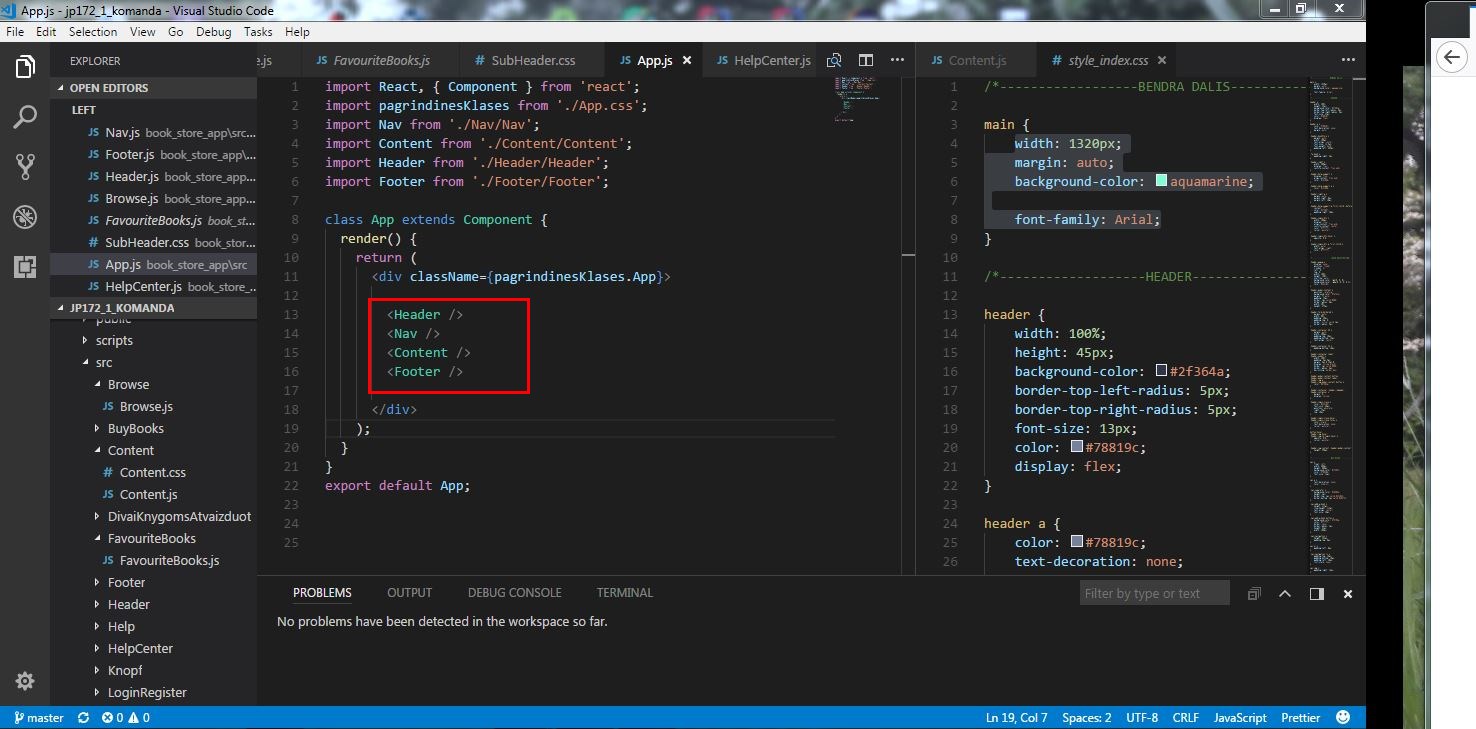 App.js - jp172_1_komanda - Visual Studio Code
File Edit Selection View Go Debug Tasks Help
EXPLORER
OPEN EDITORS
LEFT
JS Nav.js book_store_app\src...
JS Footer.js book_store_app\...
JS Header.js book_store_app...
JS Browse.js book_store_app...
JS FavouriteBooks.js book_st...
# SubHeader.css book_stor...
JS App.js book_store_app\src
JS HelpCenter.js book_store_...
JP172_1_KOMANDA
public
scripts
src
Browse
JS Browse.js
BuyBooks
Content
# Content.css
JS Content.js
DivaiKnygomsAtvaizduot
FavouriteBooks
JS FavouriteBooks.js
Footer
Header
Help
HelpCenter
Knopf
LoginRegister
e.js JS FavouriteBooks.js # SubHeader.css JS App.js JS HelpCenter.js
1 import React, { Component } from 'react';
2 import pagrindinesKlases from './App.css';
3 import Nav from './Nav/Nav';
4 import Content from './Content/Content';
5 import Header from './Header/Header';
6 import Footer from './Footer/Footer';
7
8 class App extends Component {
9 render() {
10 return (
11 <div className={pagrindinesKlases.App}>
12
13 <Header />
14 <Nav />
15 <Content />
16 <Footer />
17
18 </div>
19 );
20 }
21 }
22 export default App;
23
24
25
JS Content.js # style_index.css
1 /*------------------BENDRA DALIS----------
2
3 main {
4 width: 1320px;
5 margin: auto;
6 background-color: aquamarine;
7
8 font-family: Arial;
9 }
10
11 /*-------------------HEADER---------------
12
13 header {
14 width: 100%;
15 height: 45px;
16 background-color: #2f364a;
17 border-top-left-radius: 5px;
18 border-top-right-radius: 5px;
19 font-size: 13px;
20 color: #78819c;
21 display: flex;
22 }
23
24 header a {
25 color: #78819c;
26 text-decoration: none;
PROBLEMS OUTPUT DEBUG CONSOLE TERMINAL Filter by type or text
No problems have been detected in the workspace so far.
master 0 0 Ln 19, Col 7 Spaces: 2 UTF-8 CRLF JavaScript Prettier